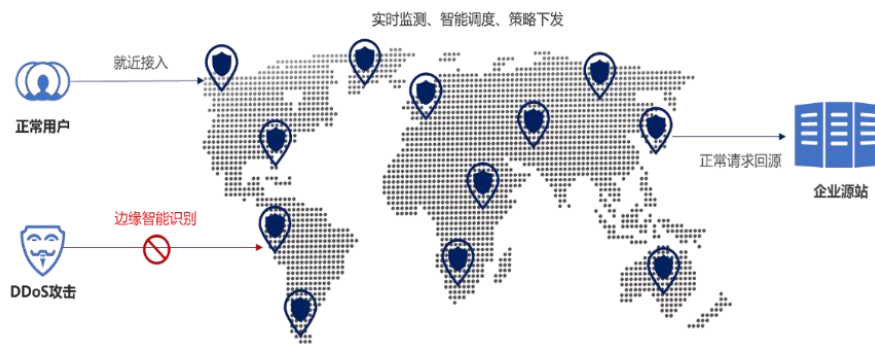 实时监测、智能调度、策略下发
就近接入
正常用户
正常请求回源
企业源站
边缘智能识别
DDoS攻击